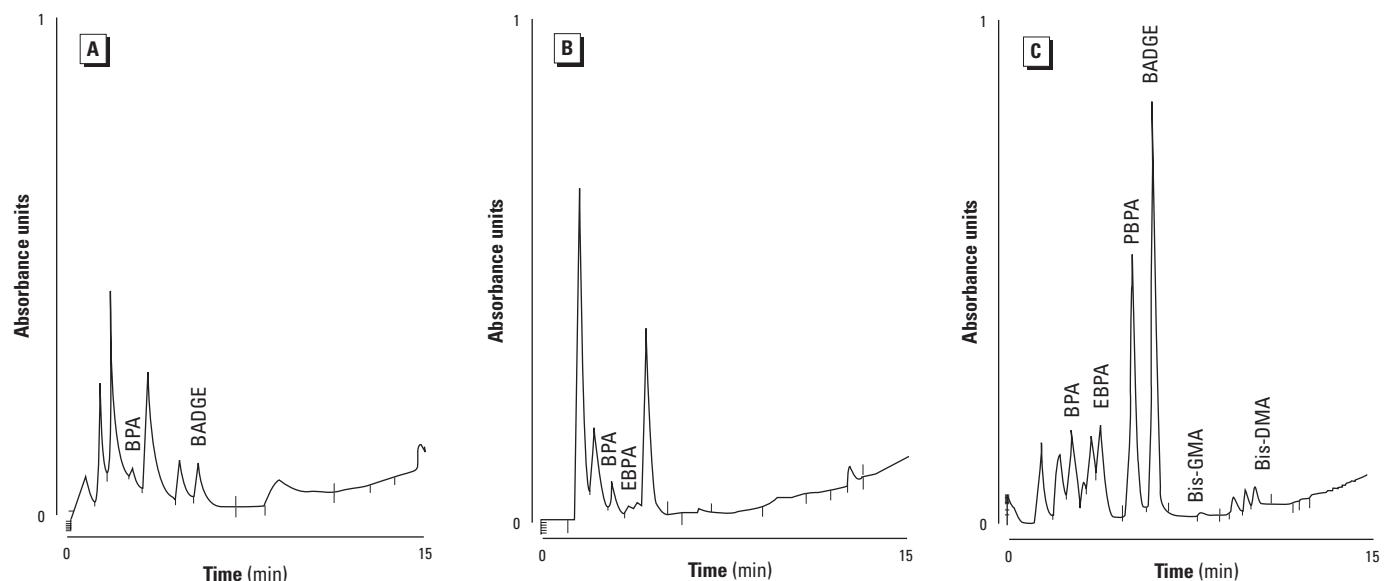 1
A
Absorbance units
BPA
BADGE
0
0
15
Time (min)
1
B
Absorbance units
BPA
EBPA
0
0
15
Time (min)
1
C
Absorbance units
BPA
EBPA
PBPA
BADGE
Bis-GMA
Bis-DMA
0
0
15
Time (min)